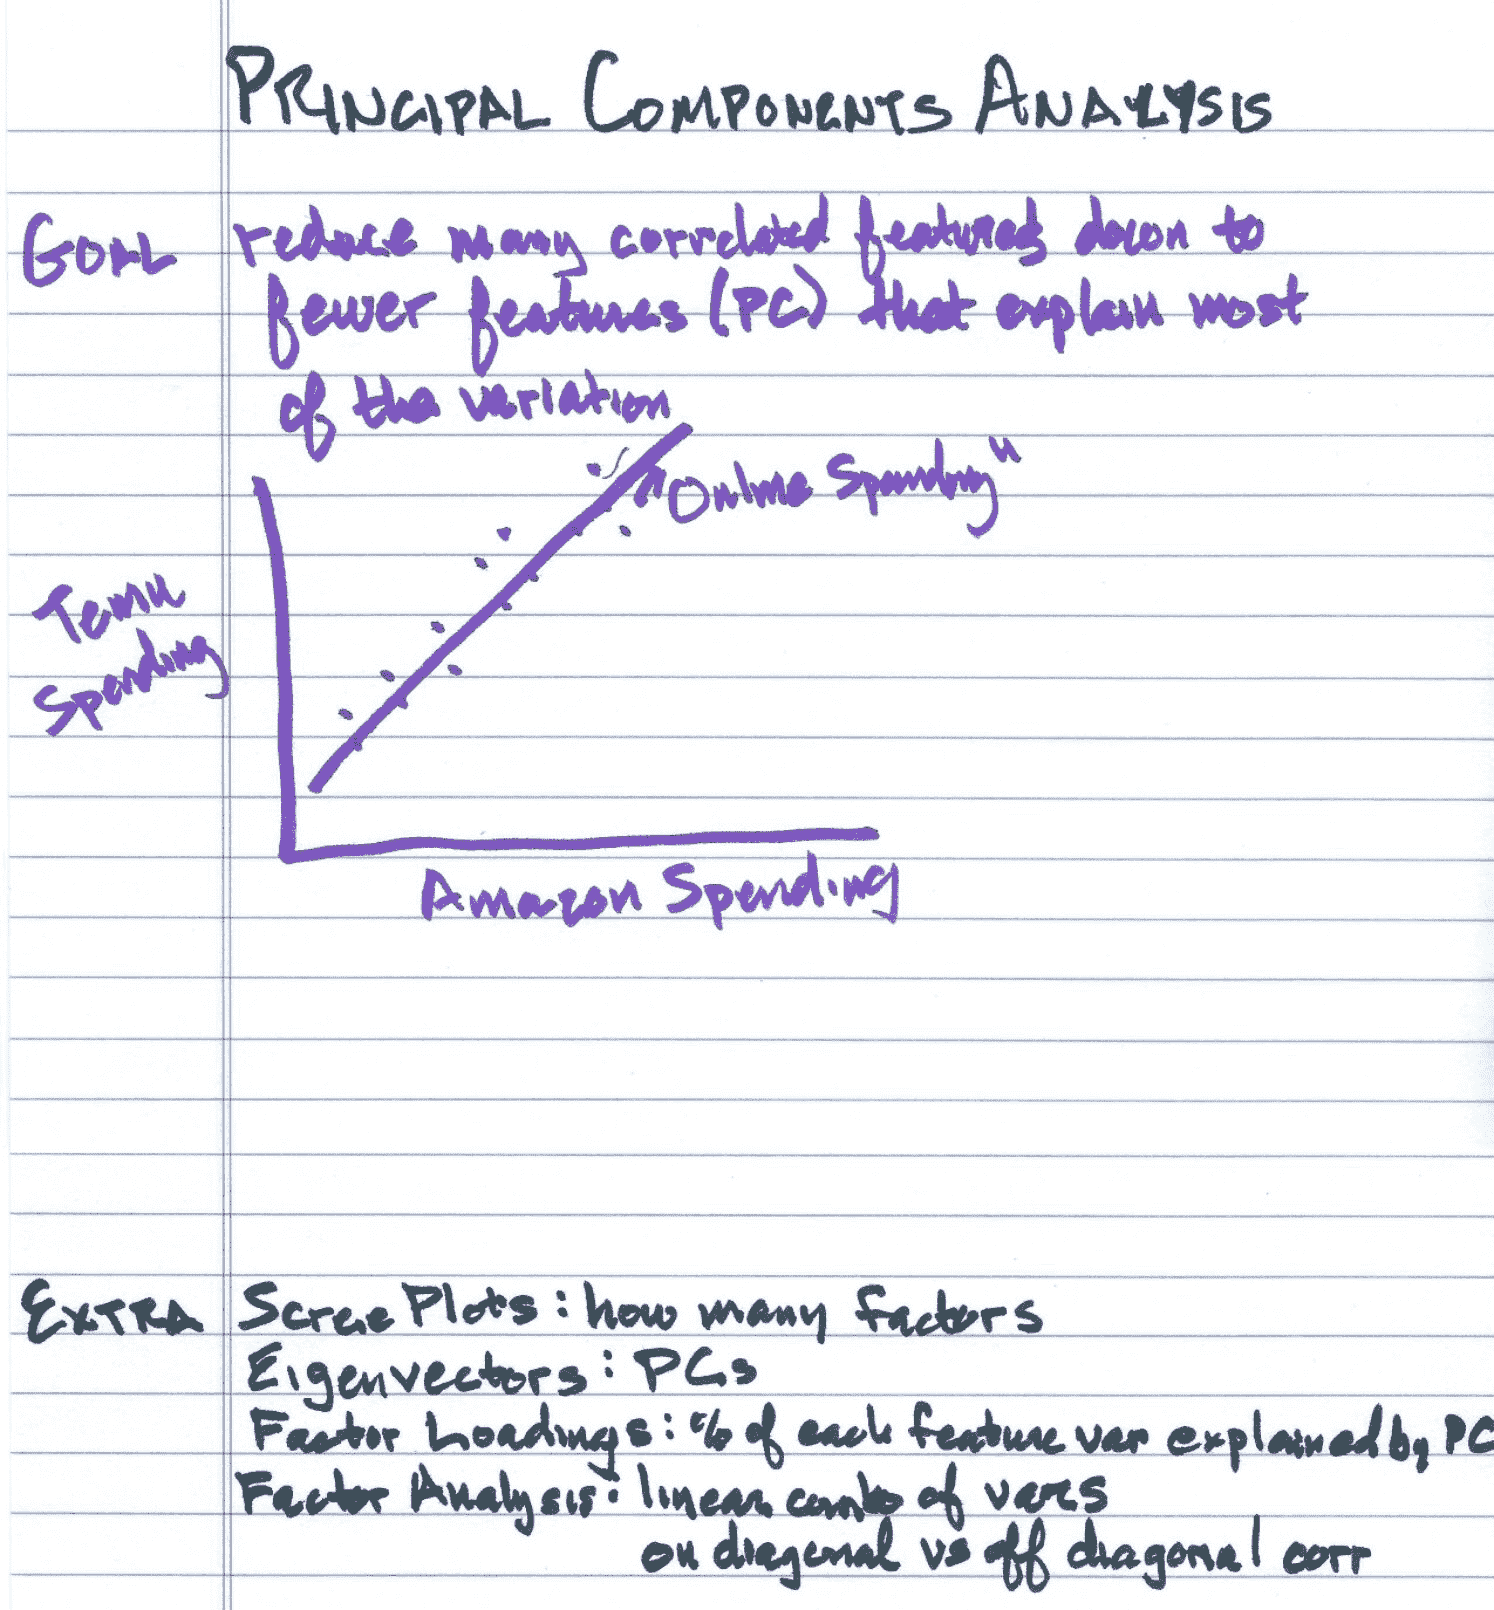 PRINCIPAL COMPONENTS ANALYSIS
GOAL reduce many correlated features down to
fewer features (PC) that explain most
of the variation
"Online Spending"
Temu
Spending
Amazon Spending
EXTRA Scree Plots: how many factors
Eigenvectors: PCs
Factor Loadings: % of each feature var explained by PC
Factor Analysis: linear combo of vars
on diagonal vs off diagonal corr